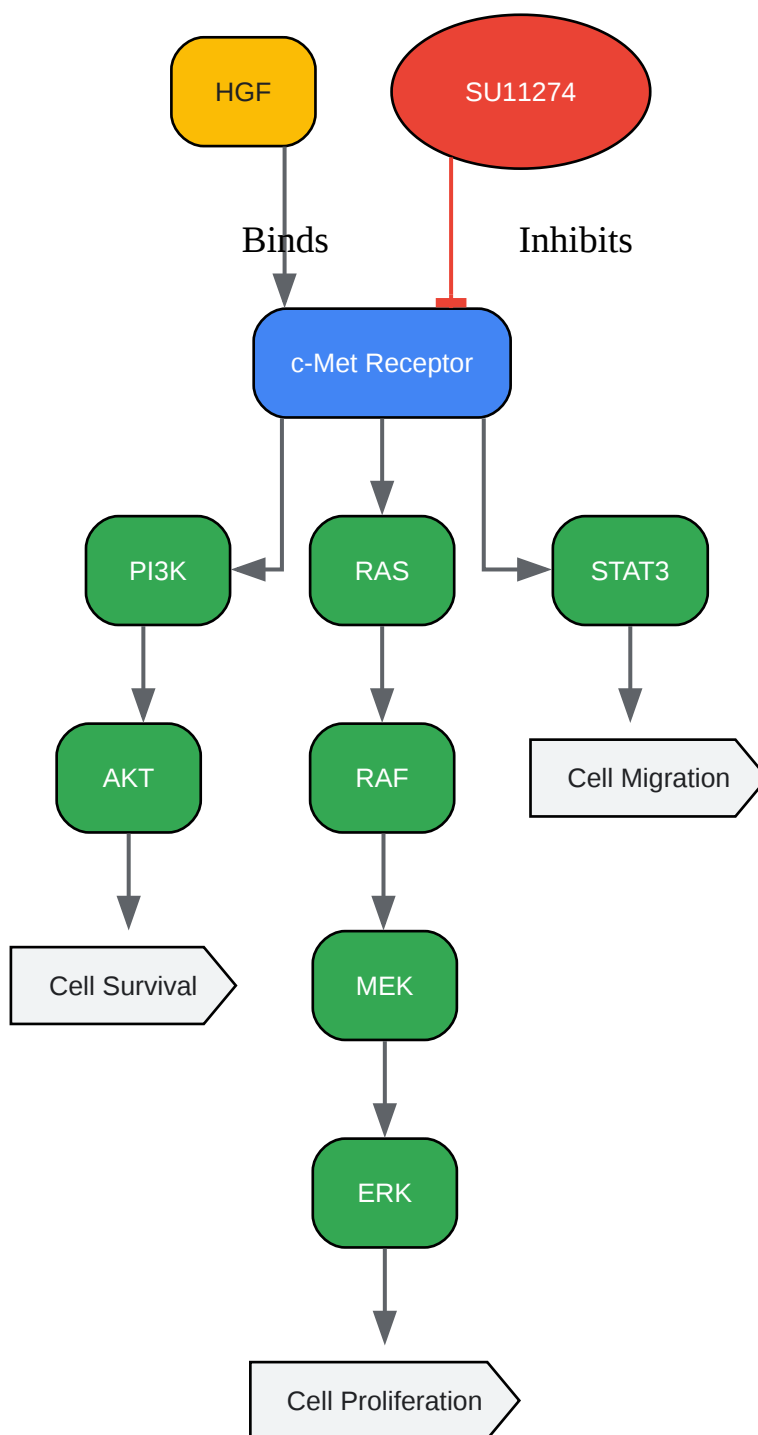 HGF
SU11274
Binds
Inhibits
c-Met Receptor
PI3K
RAS
STAT3
AKT
RAF
Cell Migration
Cell Survival
MEK
ERK
Cell Proliferation